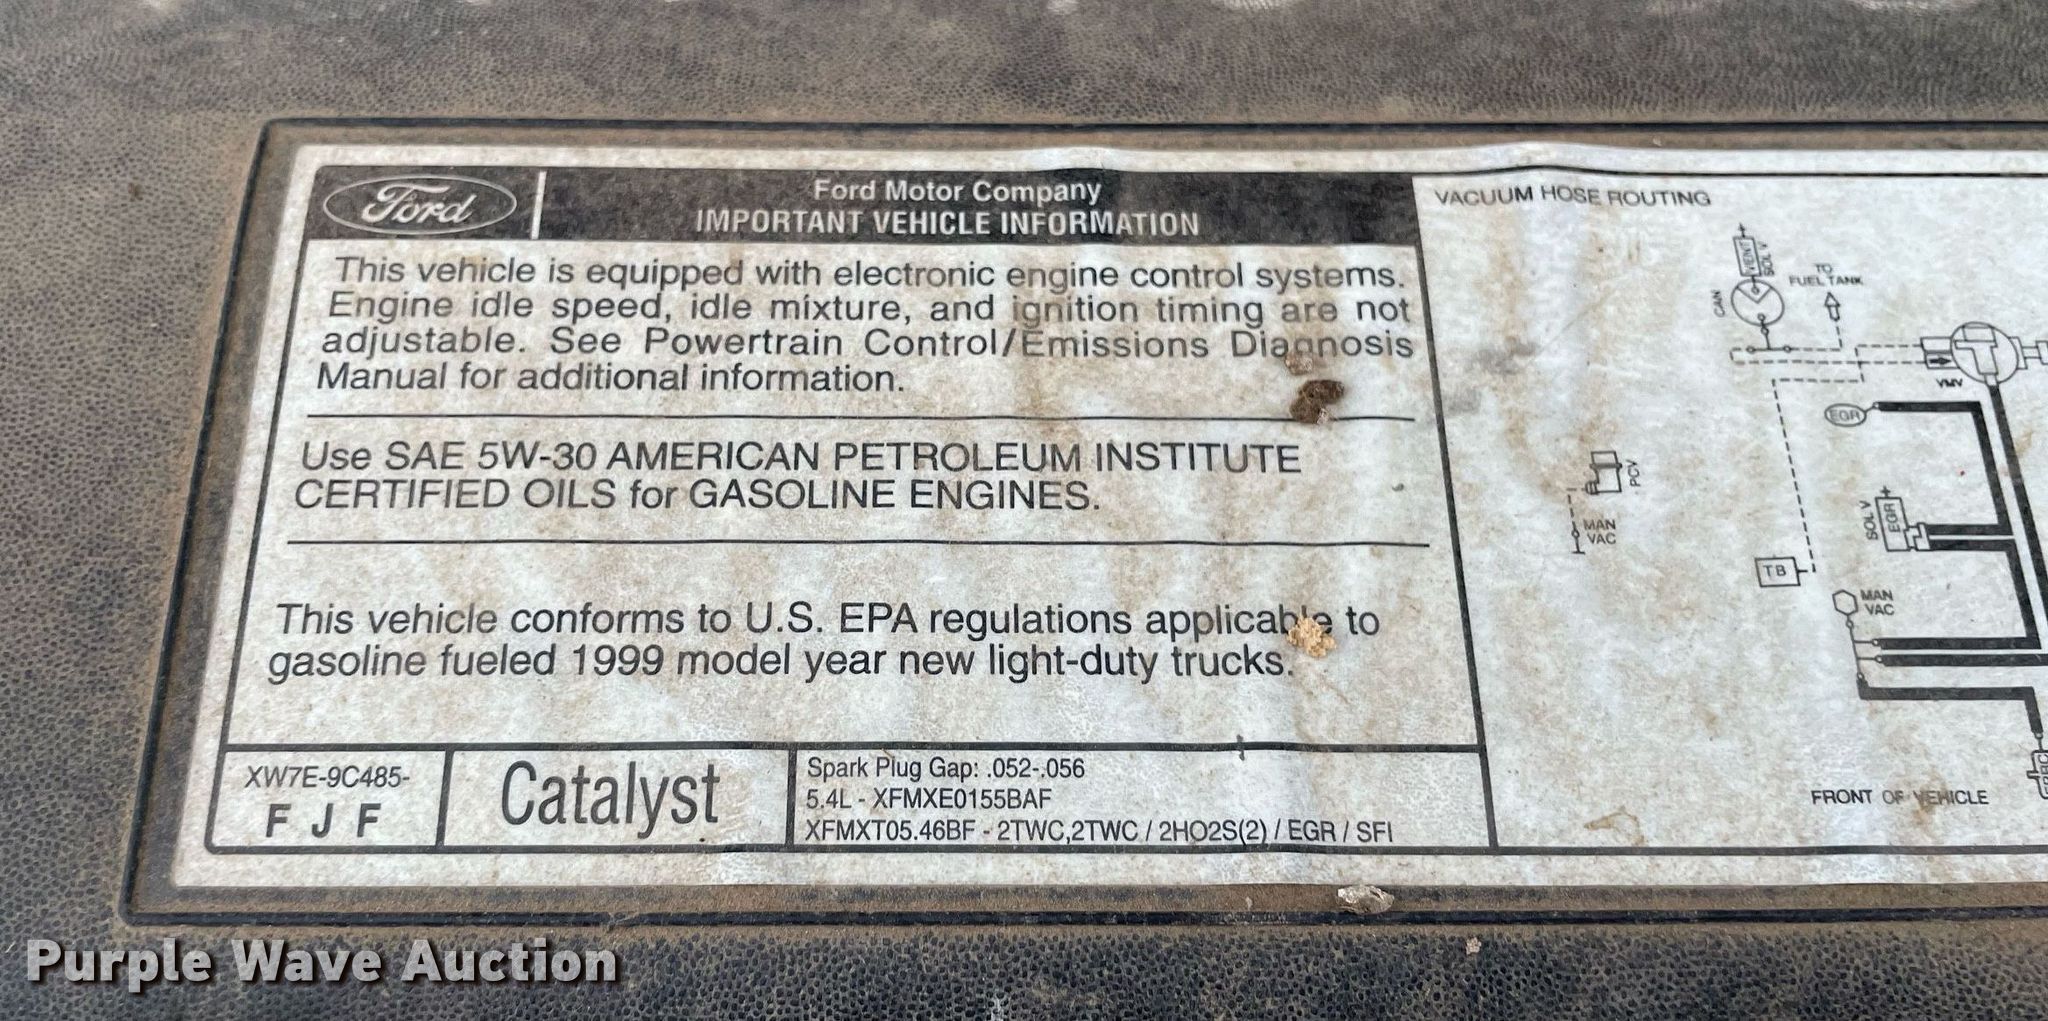 Ford
Ford Motor Company
IMPORTANT VEHICLE INFORMATION
This vehicle is equipped with electronic engine control systems.
Engine idle speed, idle mixture, and ignition timing are not
adjustable. See Powertrain Control/Emissions Diagnosis
Manual for additional information.
Use SAE 5W-30 AMERICAN PETROLEUM INSTITUTE
CERTIFIED OILS for GASOLINE ENGINES.
This vehicle conforms to U.S. EPA regulations applicable to
gasoline fueled 1999 model year new light-duty trucks.
XW7E-9C485-
F J F
Catalyst
Spark Plug Gap: .052-.056
5.4L - XFMXE0155BAF
XFMXT05.46BF - 2TWC,2TWC / 2HO2S(2) / EGR / SFI
VACUUM HOSE ROUTING
VENT
SOL V
CAN
TO
FUEL TANK
VMV
EGR
PCV
MAN
VAC
SOL V
EGR
TB
MAN
VAC
FRONT OF VEHICLE
Purple Wave Auction